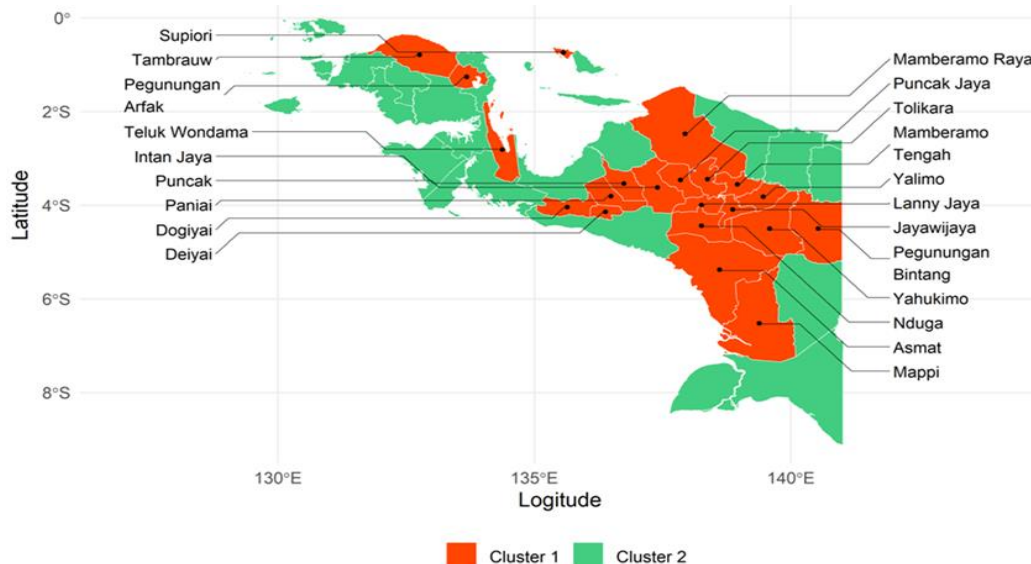 0°
2°S
4°S
6°S
8°S
Latitude
Supiori
Tambrauw
Pegunungan
Arfak
Teluk Wondama
Intan Jaya
Puncak
Paniai
Dogiyai
Deiyai
Mamberamo Raya
Puncak Jaya
Tolikara
Mamberamo
Tengah
Yalimo
Lanny Jaya
Jayawijaya
Pegunungan
Bintang
Yahukimo
Nduga
Asmat
Mappi
130°E
135°E
140°E
Logitude
Cluster 1
Cluster 2